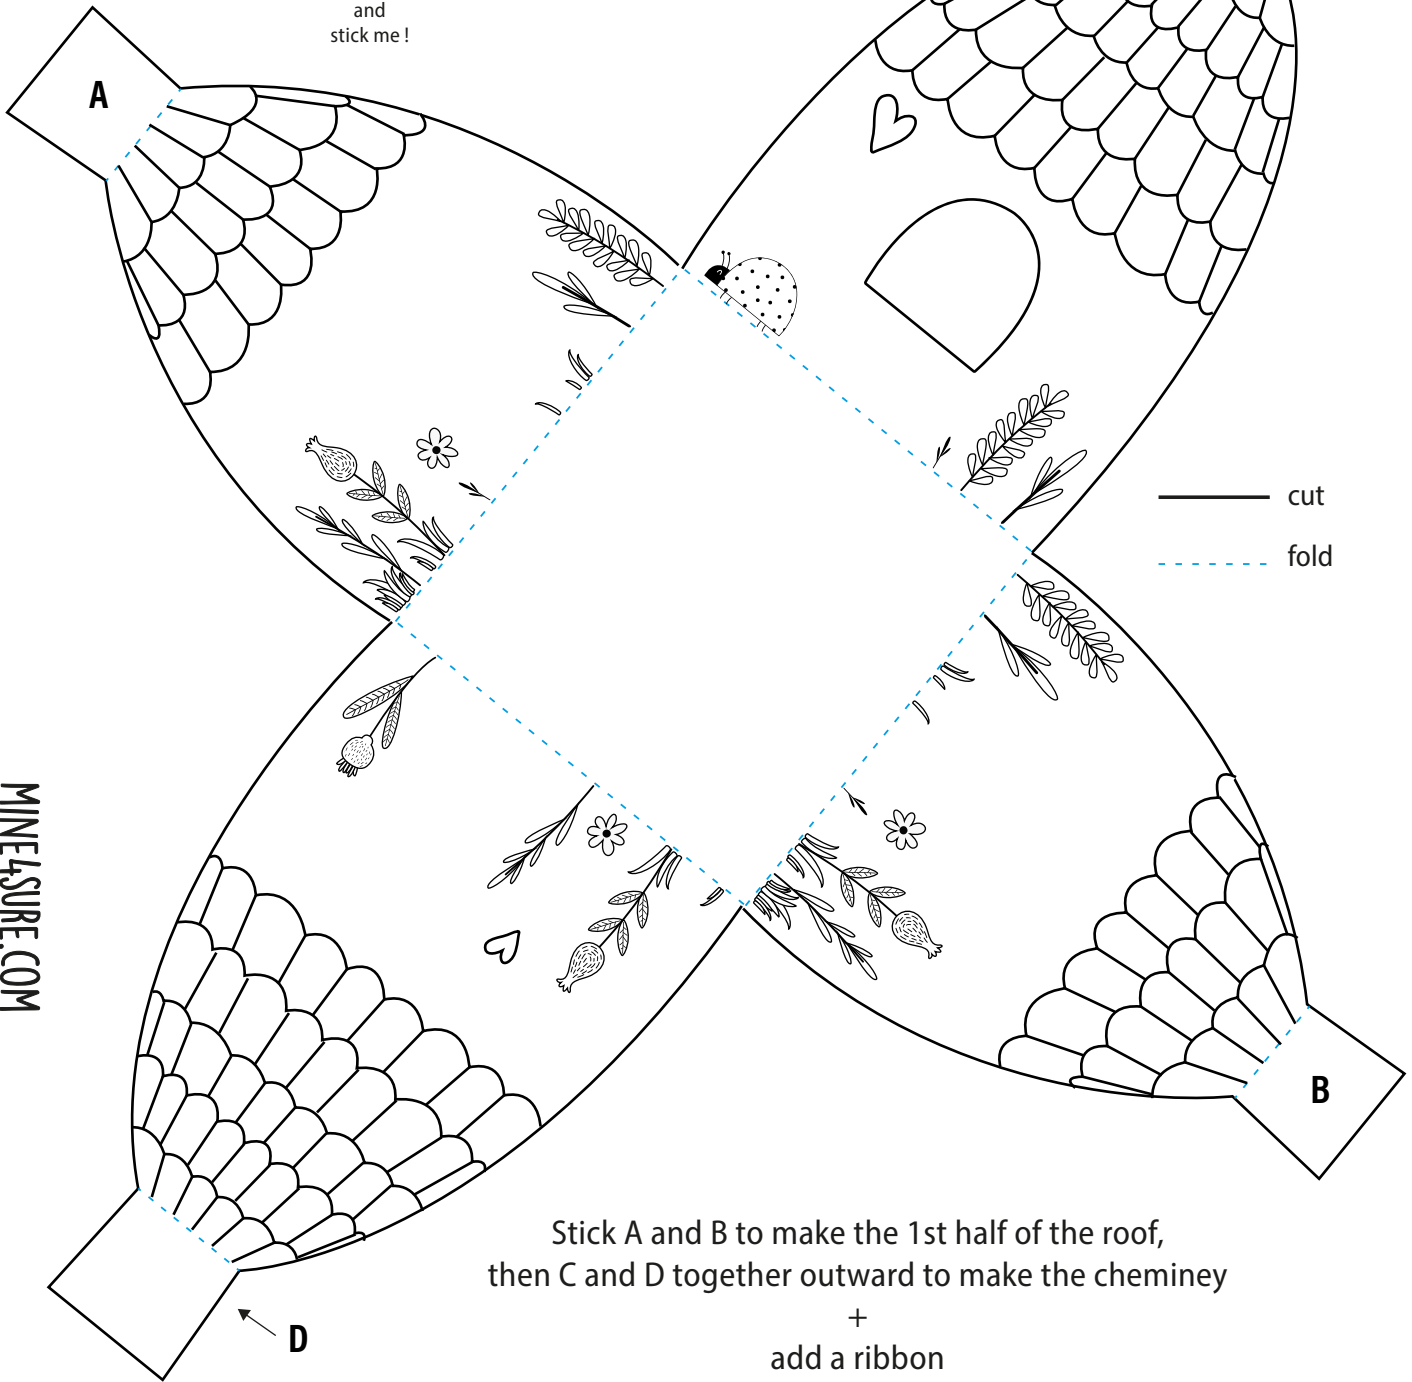 and
stick me !
A
cut
fold
MINE4SURE.COM
B
Stick A and B to make the 1st half of the roof,
then C and D together outward to make the cheminey
+
add a ribbon
D